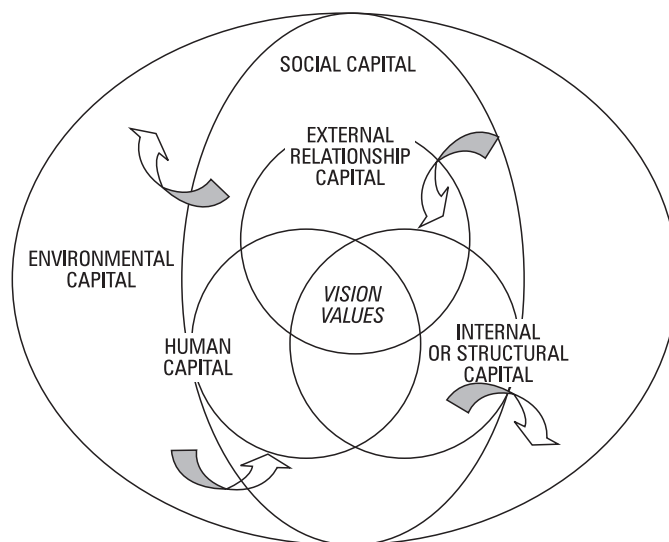 SOCIAL CAPITAL
EXTERNAL
RELATIONSHIP
CAPITAL
ENVIRONMENTAL
CAPITAL
VISION
VALUES
HUMAN
CAPITAL
INTERNAL
OR STRUCTURAL
CAPITAL